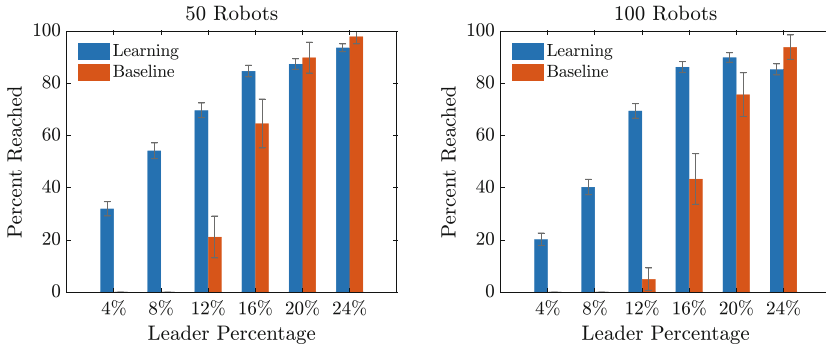 50 Robots
100
80
60
40
20
0
Percent Reached
Learning
Baseline
4% 8% 12% 16% 20% 24%
Leader Percentage
100 Robots
100
80
60
40
20
0
Percent Reached
Learning
Baseline
4% 8% 12% 16% 20% 24%
Leader Percentage